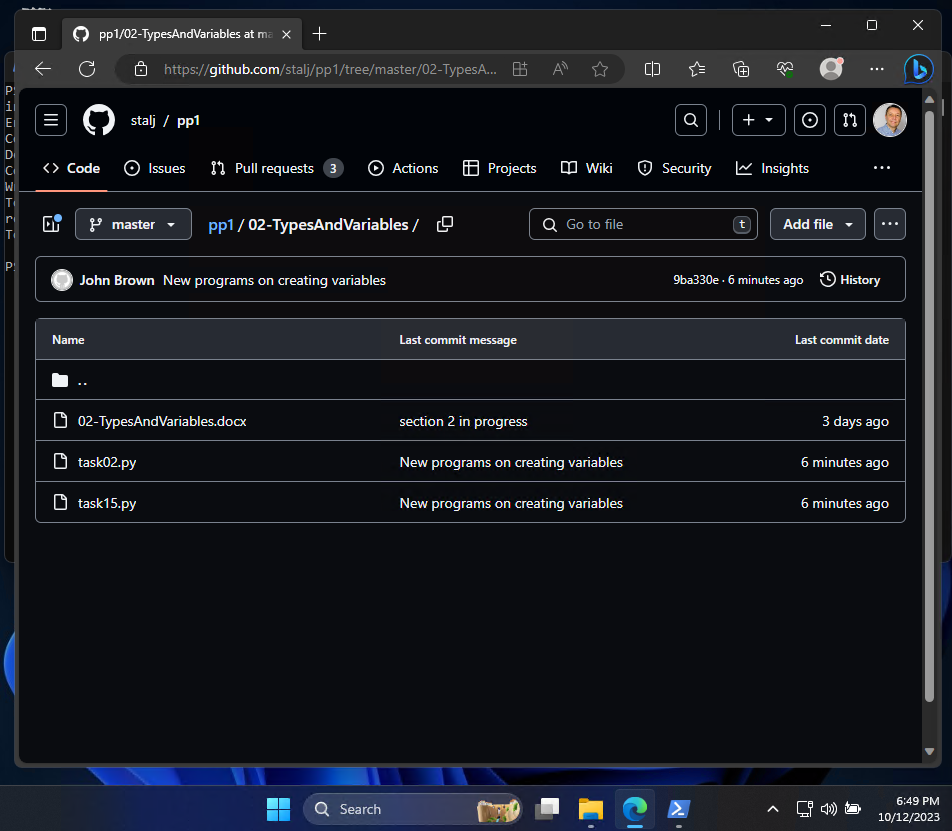 pp1/02-TypesAndVariables at ma
https://github.com/stalj/pp1/tree/master/02-TypesA...
stalj / pp1
Code Issues Pull requests 3 Actions Projects Wiki Security Insights
master pp1 / 02-TypesAndVariables / Go to file t Add file
John Brown New programs on creating variables 9ba330e · 6 minutes ago History
Name Last commit message Last commit date
..
02-TypesAndVariables.docx section 2 in progress 3 days ago
task02.py New programs on creating variables 6 minutes ago
task15.py New programs on creating variables 6 minutes ago
Search
6:49 PM
10/12/2023